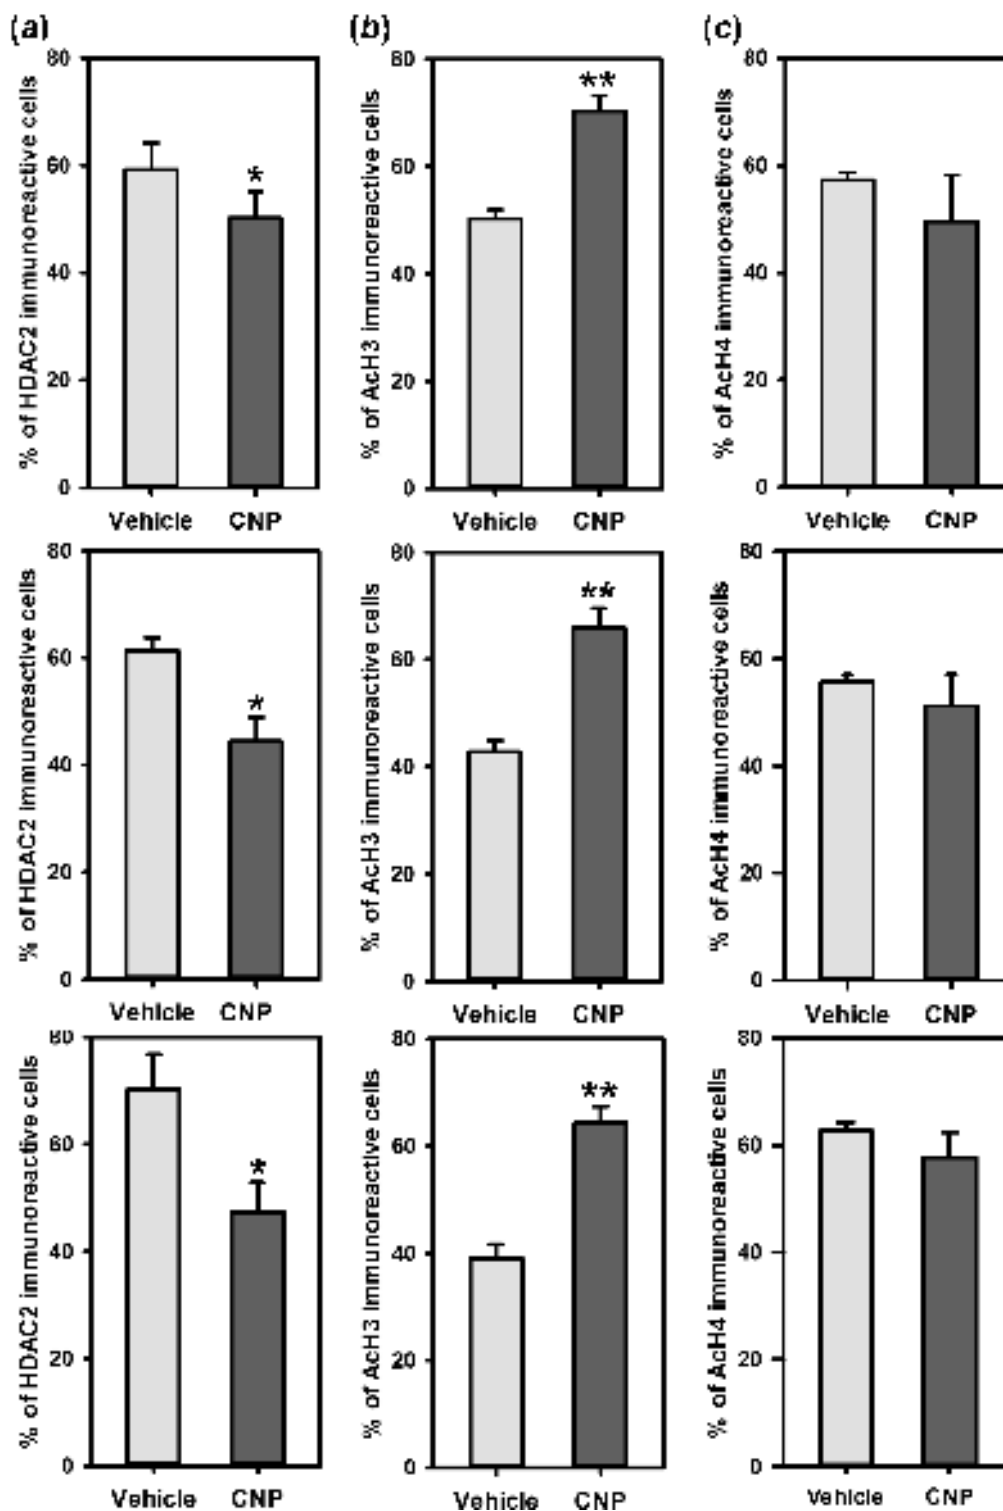 (a)
(b)
(c)
% of HDAC2 immunoreactive cells
80
60
40
20
0
*
Vehicle CNP
% of AcH3 immunoreactive cells
80
60
40
20
0
**
Vehicle CNP
% of AcH4 immunoreactive cells
80
60
40
20
0
Vehicle CNP
% of HDAC2 immunoreactive cells
80
60
40
20
0
*
Vehicle CNP
% of AcH3 immunoreactive cells
80
60
40
20
0
**
Vehicle CNP
% of AcH4 immunoreactive cells
80
60
40
20
0
Vehicle CNP
% of HDAC2 immunoreactive cells
80
60
40
20
0
*
Vehicle CNP
% of AcH3 immunoreactive cells
80
60
40
20
0
**
Vehicle CNP
% of AcH4 immunoreactive cells
80
60
40
20
0
Vehicle CNP